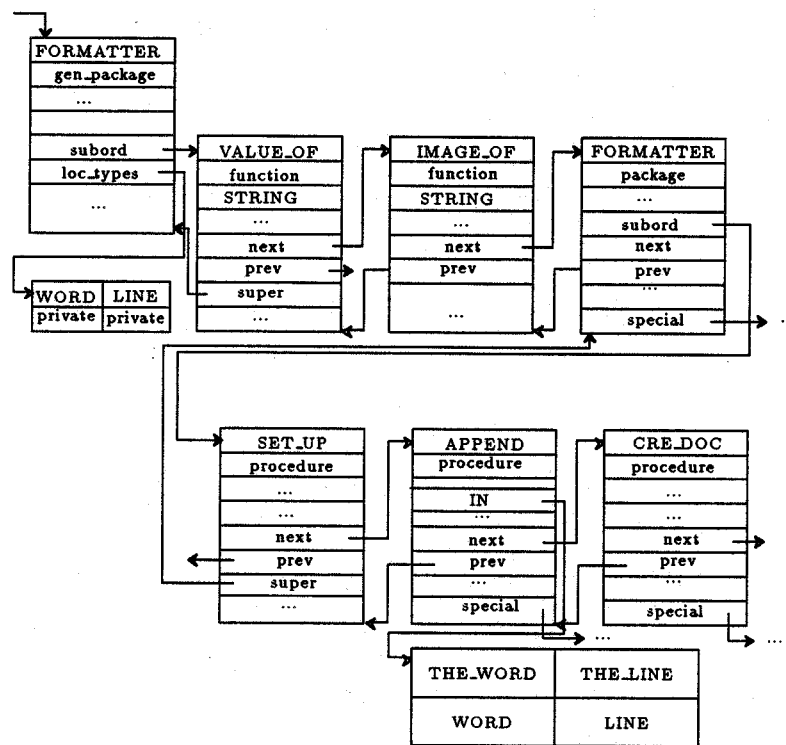 FORMATTER
gen_package
...
subord
loc_types
...
WORD LINE
private private
VALUE_OF
function
STRING
...
next
prev
super
...
IMAGE_OF
function
STRING
...
next
prev
...
FORMATTER
package
...
subord
next
prev
...
special
SET_UP
procedure
...
...
next
prev
super
...
APPEND
procedure
IN
...
next
prev
...
special
...
CRE_DOC
procedure
...
...
next
prev
...
special
...
THE_WORD THE_LINE
WORD LINE